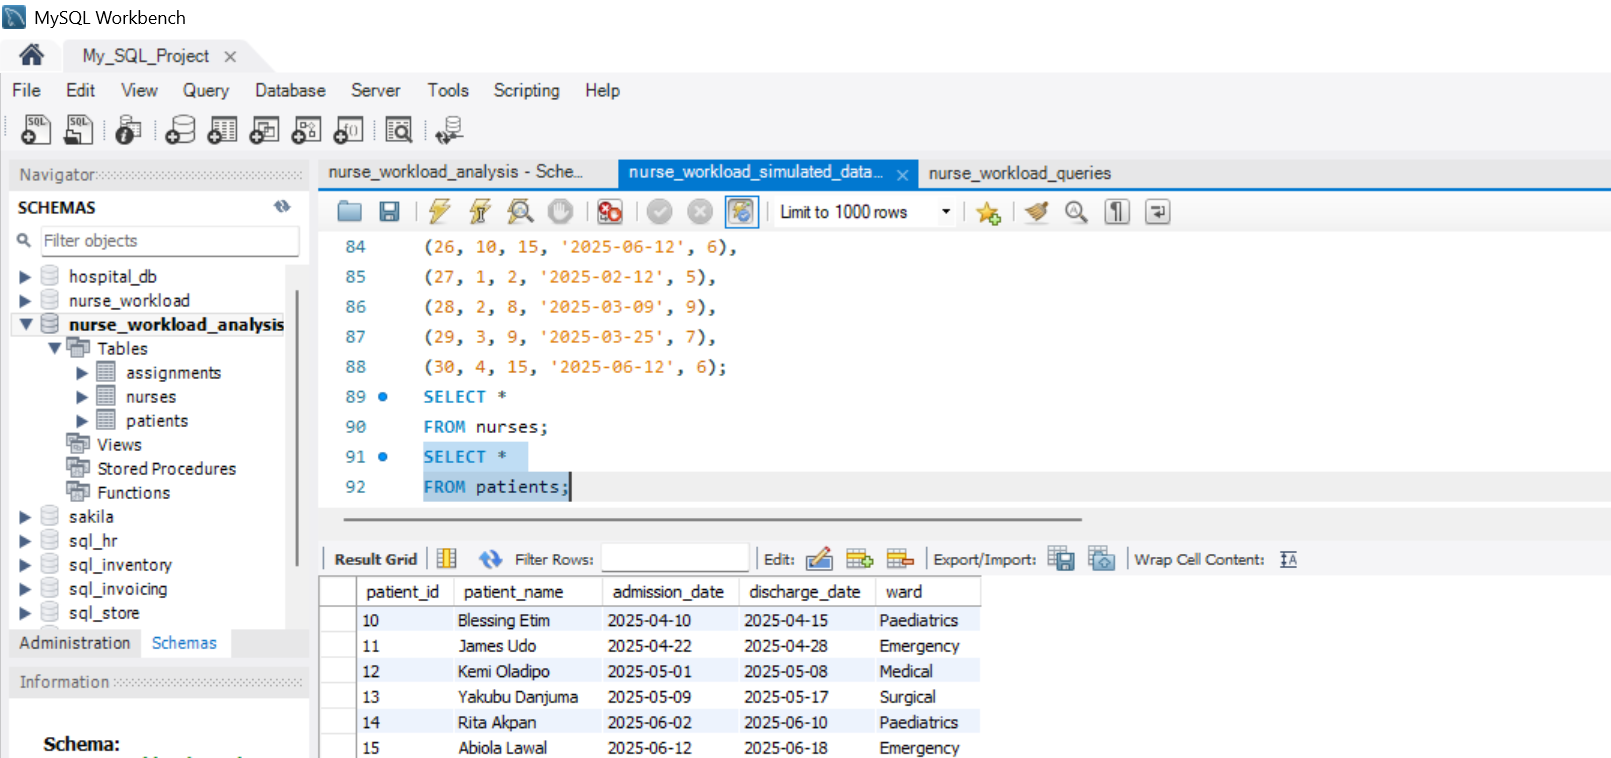 MySQL Workbench
My_SQL_Project
File Edit View Query Database Server Tools Scripting Help
Navigator
SCHEMAS
Filter objects
hospital_db
nurse_workload
nurse_workload_analysis
Tables
assignments
nurses
patients
Views
Stored Procedures
Functions
sakila
sql_hr
sql_inventory
sql_invoicing
sql_store
Administration Schemas
Information
Schema:
nurse_workload_analysis - Sche... nurse_workload_simulated_data... nurse_workload_queries
Limit to 1000 rows
84 (26, 10, 15, '2025-06-12', 6),
85 (27, 1, 2, '2025-02-12', 5),
86 (28, 2, 8, '2025-03-09', 9),
87 (29, 3, 9, '2025-03-25', 7),
88 (30, 4, 15, '2025-06-12', 6);
89 SELECT *
90 FROM nurses;
91 SELECT *
92 FROM patients;
Result Grid Filter Rows: Edit: Export/Import: Wrap Cell Content:
patient_id patient_name admission_date discharge_date ward
10 Blessing Etim 2025-04-10 2025-04-15 Paediatrics
11 James Udo 2025-04-22 2025-04-28 Emergency
12 Kemi Oladipo 2025-05-01 2025-05-08 Medical
13 Yakubu Danjuma 2025-05-09 2025-05-17 Surgical
14 Rita Akpan 2025-06-02 2025-06-10 Paediatrics
15 Abiola Lawal 2025-06-12 2025-06-18 Emergency